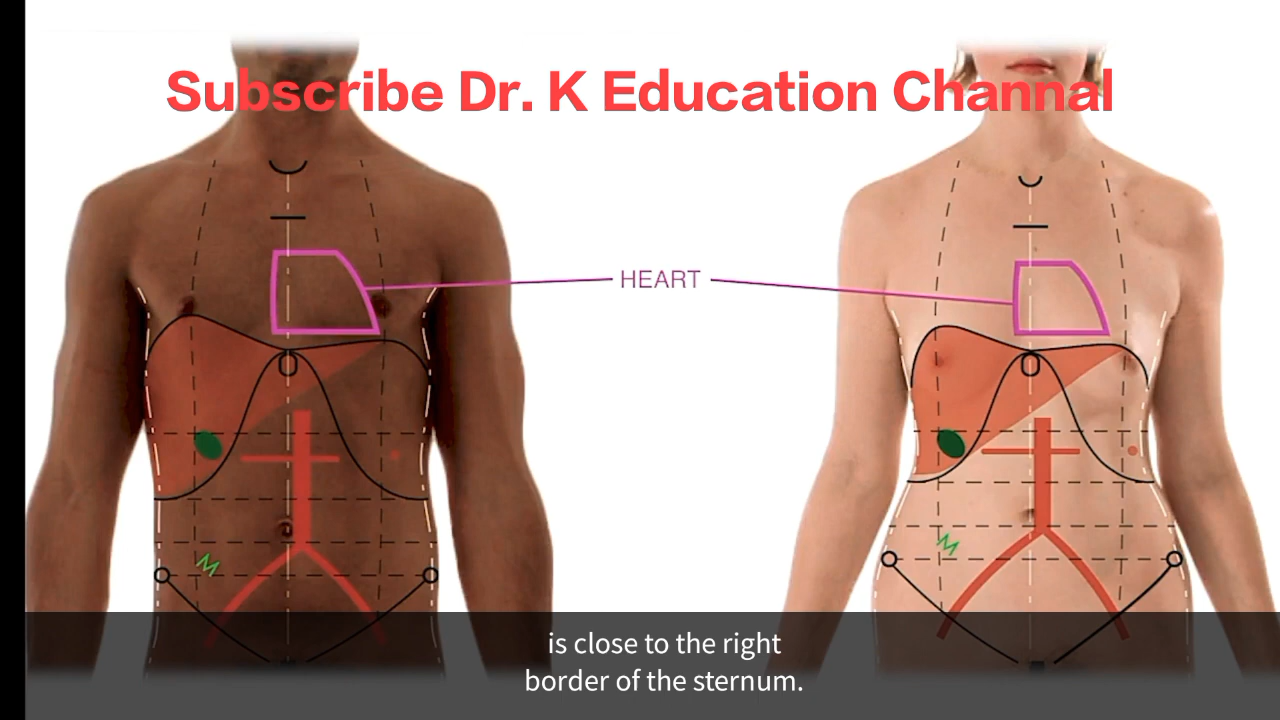 Subscribe Dr. K Education Channal
HEART
M
M
is close to the right
border of the sternum.